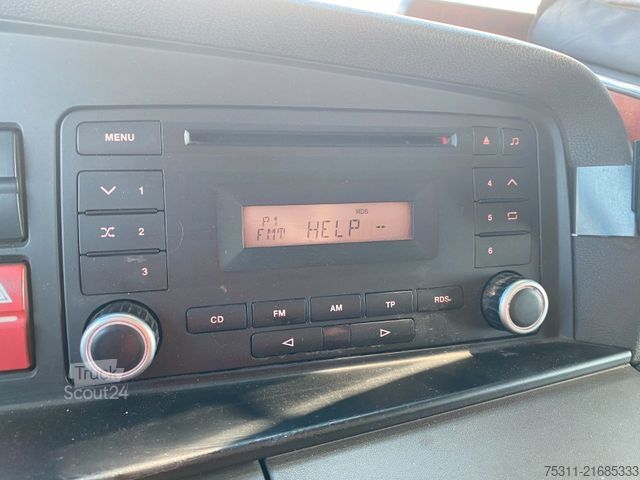 MENU
1
2
3
P1
RDS
FMT HELP --
4
5
6
CD
FM
AM
TP
RDS
Truck
Scout24
75311-21685333